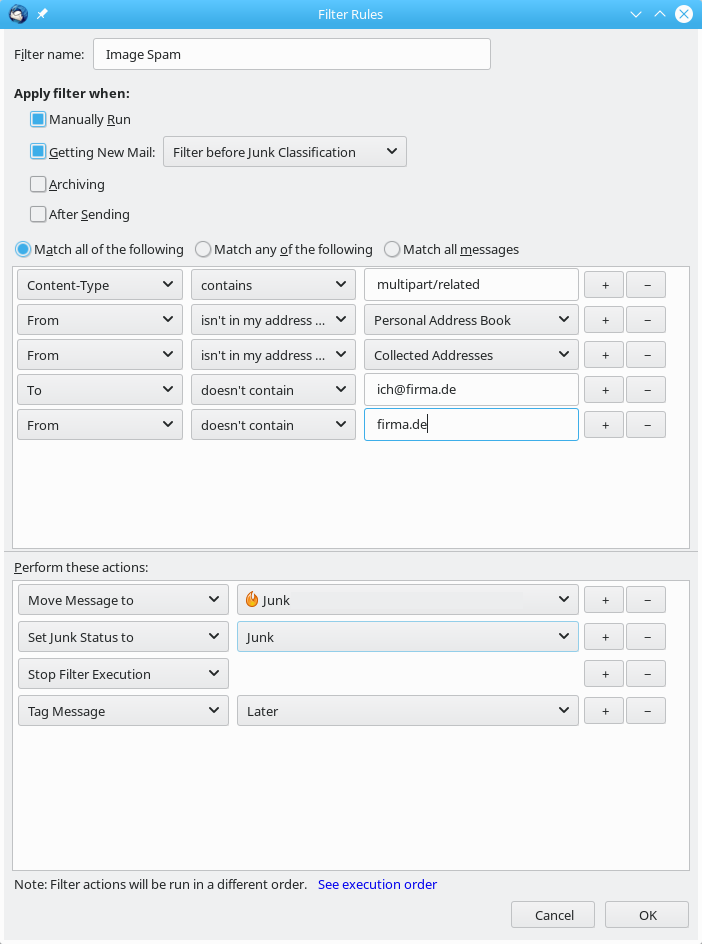 Filter Rules
Filter name: Image Spam
Apply filter when:
Manually Run
Getting New Mail: Filter before Junk Classification
Archiving
After Sending
Match all of the following Match any of the following Match all messages
Content-Type contains multipart/related + −
From isn't in my address ... Personal Address Book + −
From isn't in my address ... Collected Addresses + −
To doesn't contain ich@firma.de + −
From doesn't contain firma.de + −
Perform these actions:
Move Message to Junk + −
Set Junk Status to Junk + −
Stop Filter Execution + −
Tag Message Later + −
Note: Filter actions will be run in a different order. See execution order
Cancel OK